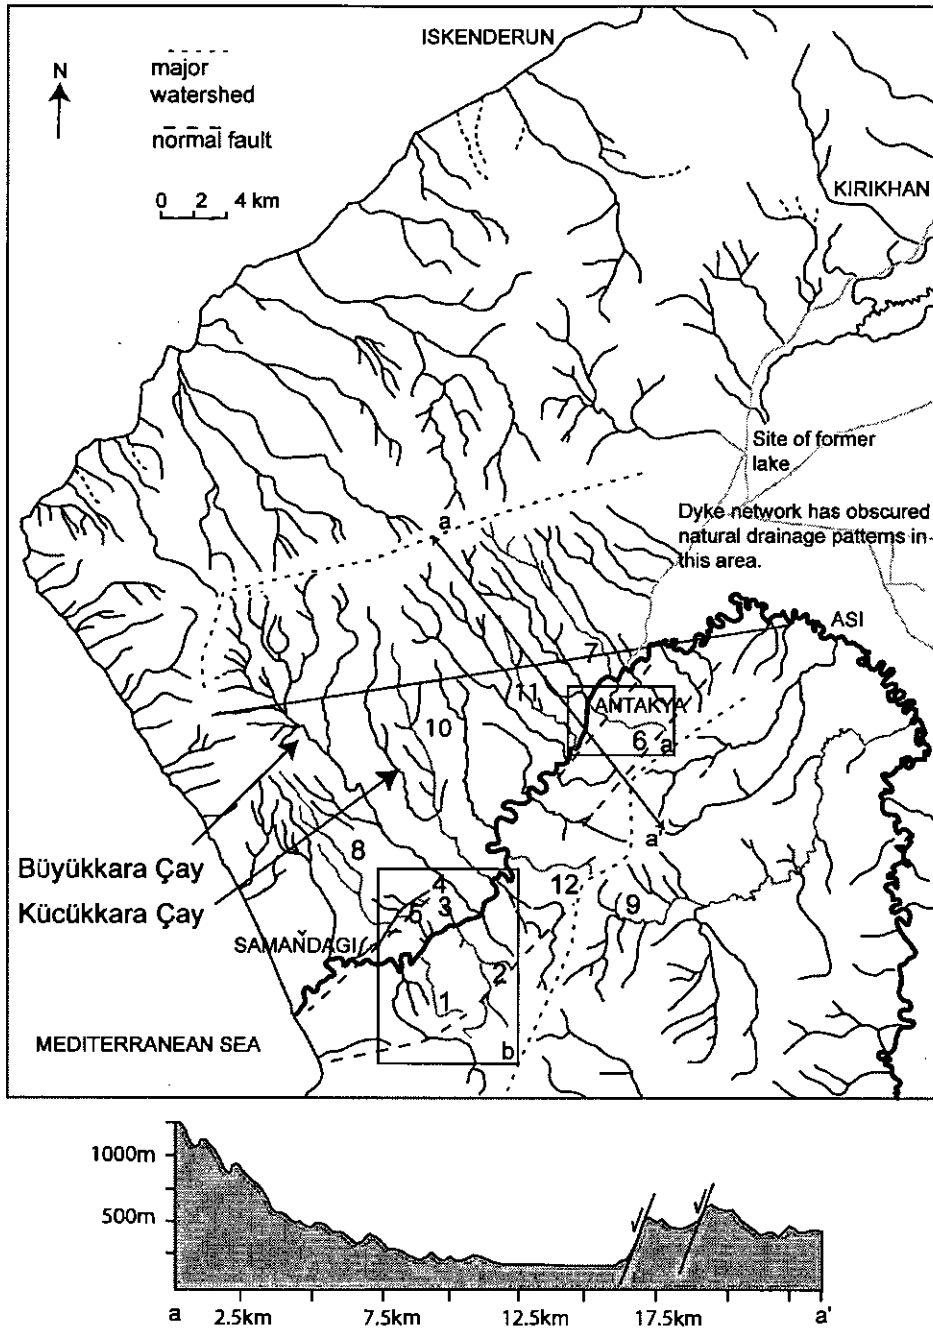 ISKENDERUN
N
major
watershed
normal fault
0 2 4 km
KIRIKHAN
Site of former
lake
Dyke network has obscured
natural drainage patterns in
this area.
a
ASI
7
11
ANTAKYA
10
6
a
a'
Büyükkara Çay
8
Kücükkara Çay
4
12
9
3
5
SAMAŇDAGI
2
1
MEDITERRANEAN SEA
b
1000m
500m
a 2.5km 7.5km 12.5km 17.5km a'